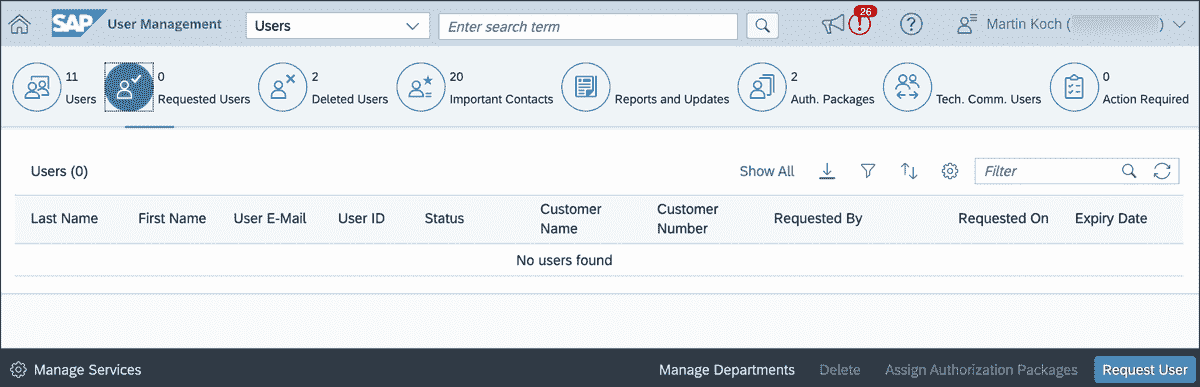 SAP User Management
Users
Enter search term
26
?
Martin Koch (
)
11
Users
0
Requested Users
2
Deleted Users
20
Important Contacts
Reports and Updates
2
Auth. Packages
Tech. Comm. Users
0
Action Required
Users (0)
Show All
Filter
Last Name
First Name
User E-Mail
User ID
Status
Customer
Name
Customer
Number
Requested By
Requested On
Expiry Date
No users found
Manage Services
Manage Departments
Delete
Assign Authorization Packages
Request User